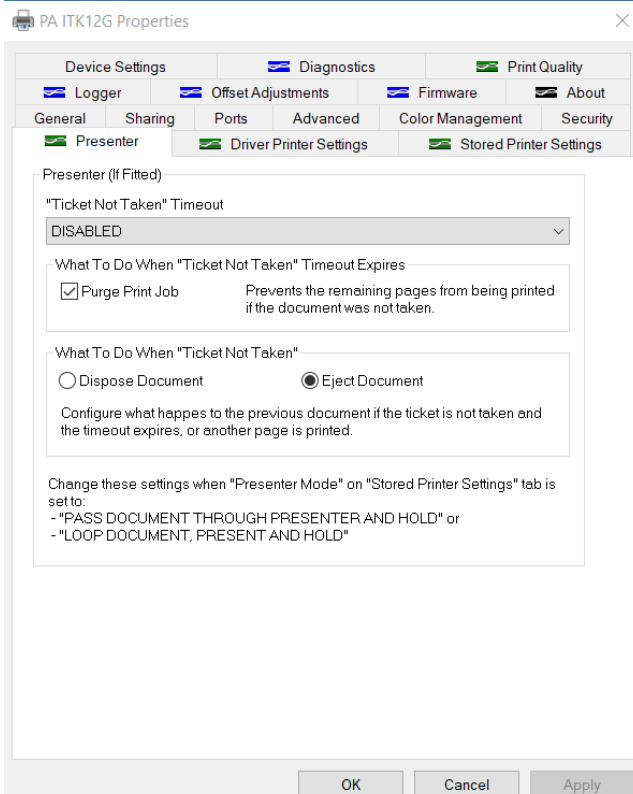 PA ITK12G Properties
Device Settings Diagnostics Print Quality
Logger Offset Adjustments Firmware About
General Sharing Ports Advanced Color Management Security
Presenter Driver Printer Settings Stored Printer Settings
Presenter (If Fitted)
"Ticket Not Taken" Timeout
DISABLED
What To Do When "Ticket Not Taken" Timeout Expires
Purge Print Job Prevents the remaining pages from being printed
if the document was not taken.
What To Do When "Ticket Not Taken"
Dispose Document Eject Document
Configure what happes to the previous document if the ticket is not taken and
the timeout expires, or another page is printed.
Change these settings when "Presenter Mode" on "Stored Printer Settings" tab is
set to:
- "PASS DOCUMENT THROUGH PRESENTER AND HOLD" or
- "LOOP DOCUMENT, PRESENT AND HOLD"
OK Cancel Apply